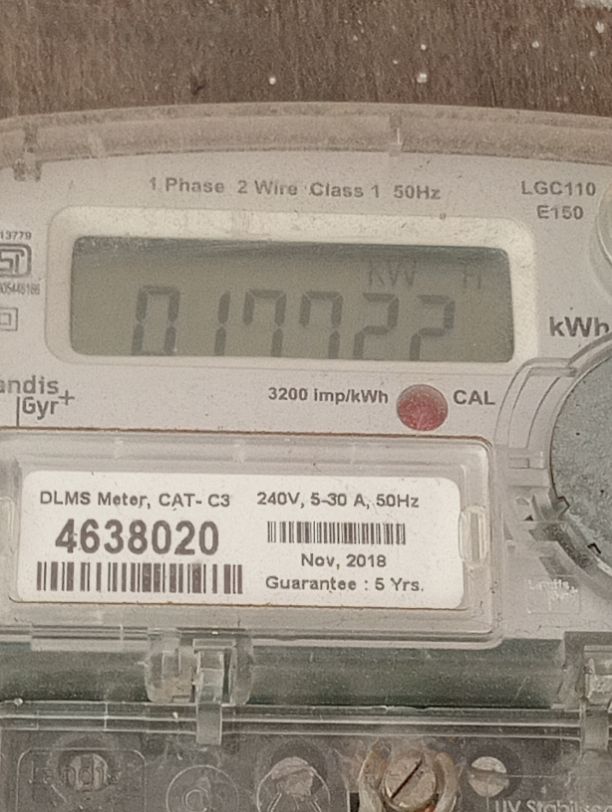 1 Phase 2 Wire Class 1 50Hz
LGC110
E150
13779
KW H
017722
kWh
Gyr+
3200 imp/kWh
CAL
DLMS Meter, CAT- C3
240V, 5-30 A, 50Hz
4638020
Nov, 2018
Guarantee : 5 Yrs.